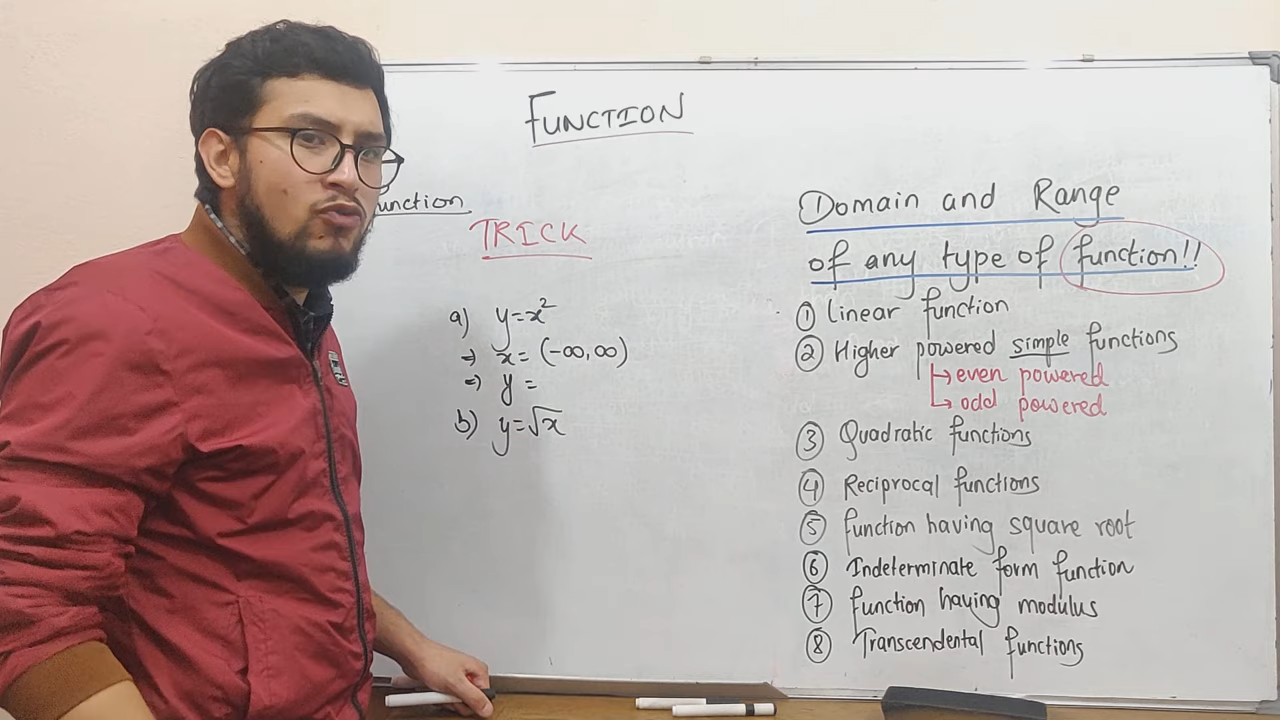 FUNCTION
unction
TRICK
a) y=x²
⇒ x= (-∞,∞)
⇒ y =
b) y=√x
Domain and Range
of any type of function!!
① Linear function
② Higher powered simple functions
↳ even powered
↳ odd powered
③ Quadratic functions
④ Reciprocal functions
⑤ function having square root
⑥ Indeterminate form function
⑦ function having modulus
⑧ Transcendental functions